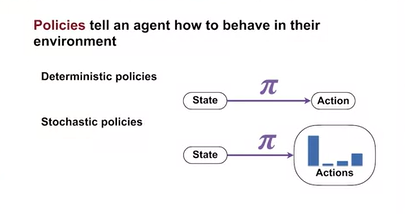 Policies tell an agent how to behave in their
environment
Deterministic policies
State
π
Action
Stochastic policies
State
π
Actions